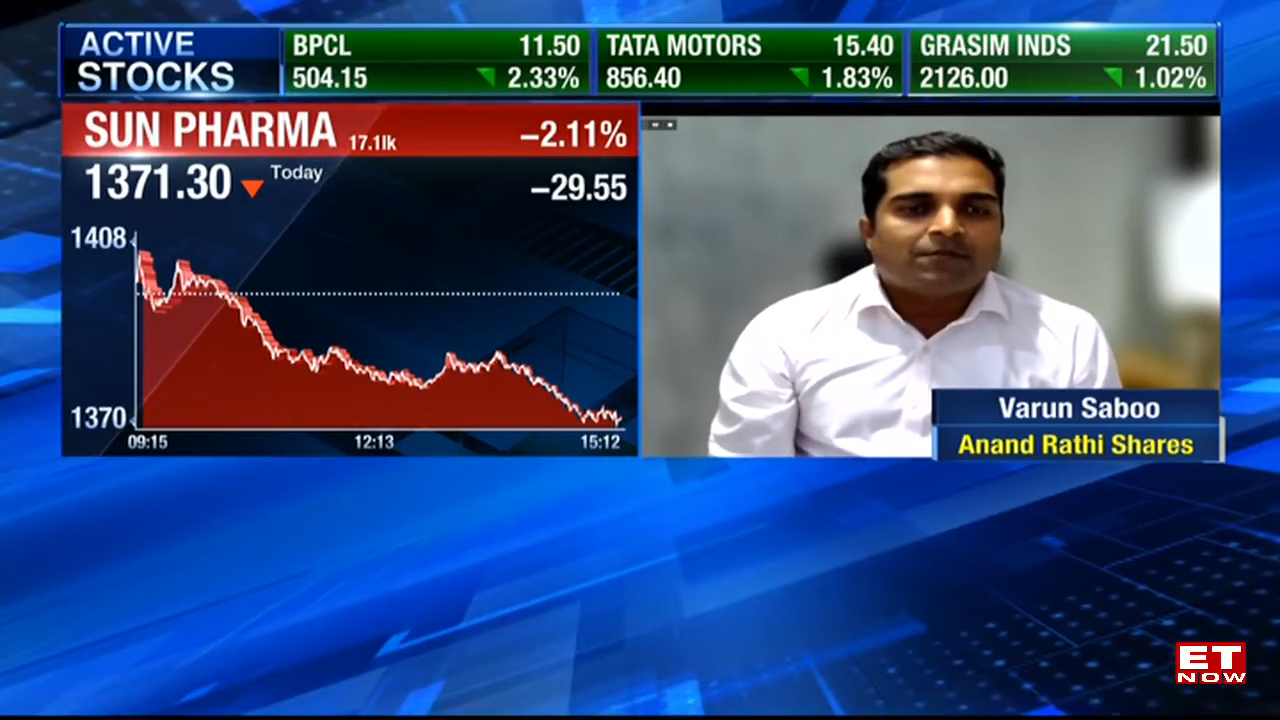 ACTIVE
STOCKS
BPCL 11.50
504.15 2.33%
TATA MOTORS 15.40
856.40 1.83%
GRASIM INDS 21.50
2126.00 1.02%
SUN PHARMA 17.1lk -2.11%
1371.30 Today -29.55
1408
1370
09:15 12:13 15:12
Varun Saboo
Anand Rathi Shares
ET
NOW